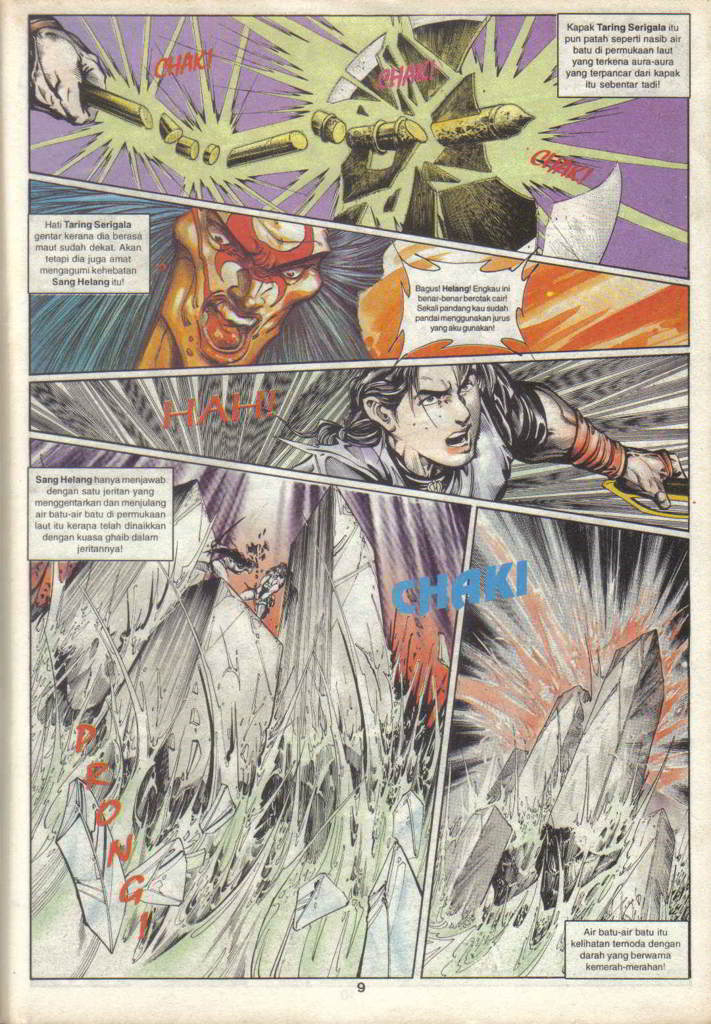 Kapak Taring Serigala itu
pun patah seperti nasib air
batu di permukaan laut
yang terkena aura-aura
yang terpancar dari kapak
itu sebentar tadi!
CHAK!
CHAK!
CHAK!
Hati Taring Serigala
gentar kerana dia berasa
maut sudah dekat. Akan
tetapi dia juga amat
mengagumi kehebatan
Sang Helang itu!
Bagus! Helang! Engkau ini
benar-benar berotak cair!
Sekali pandang kau sudah
pandai menggunakan jurus
yang aku gunakan!
HAH!
Sang Helang hanya menjawab
dengan satu jeritan yang
menggentarkan dan menjulang
air batu-air batu di permukaan
laut itu kerana telah dinaikkan
dengan kuasa ghaib dalam
jeritannya!
CHAK!
PRONG!
Air batu-air batu itu
kelihatan ternoda dengan
darah yang berwarna
kemerah-merahan!
9